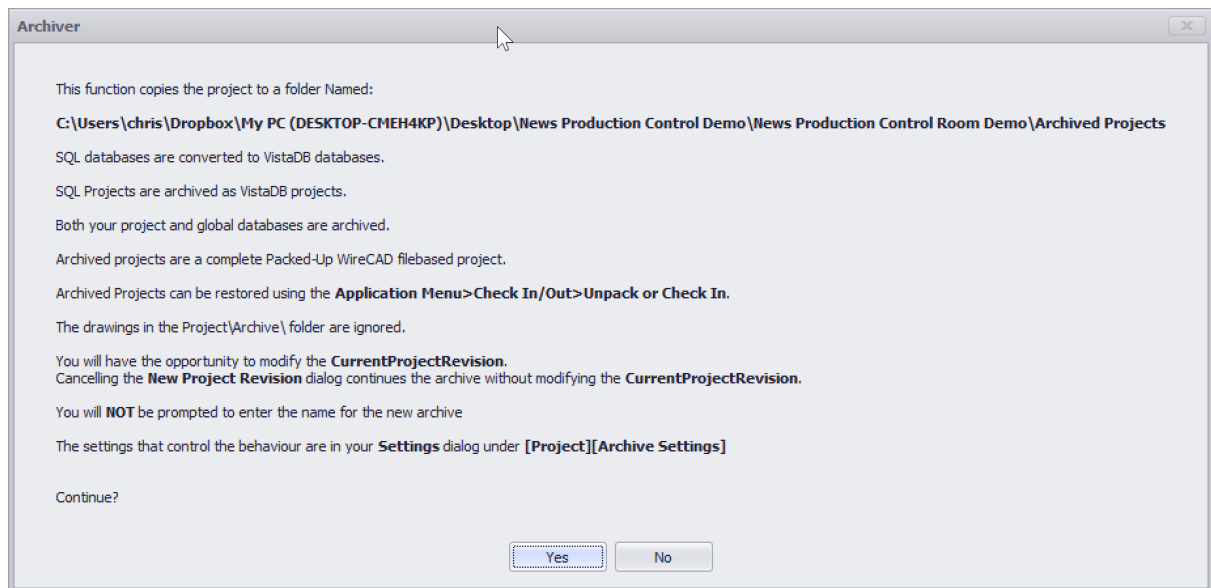 Archiver
This function copies the project to a folder Named:
C:\Users\chris\Dropbox\My PC (DESKTOP-CMEH4KP)\Desktop\News Production Control Demo\News Production Control Room Demo\Archived Projects
SQL databases are converted to VistaDB databases.
SQL Projects are archived as VistaDB projects.
Both your project and global databases are archived.
Archived projects are a complete Packed-Up WireCAD filebased project.
Archived Projects can be restored using the Application Menu>Check In/Out>Unpack or Check In.
The drawings in the Project\Archive\ folder are ignored.
You will have the opportunity to modify the CurrentProjectRevision.
Cancelling the New Project Revision dialog continues the archive without modifying the CurrentProjectRevision.
You will NOT be prompted to enter the name for the new archive
The settings that control the behaviour are in your Settings dialog under [Project][Archive Settings]
Continue?
Yes No